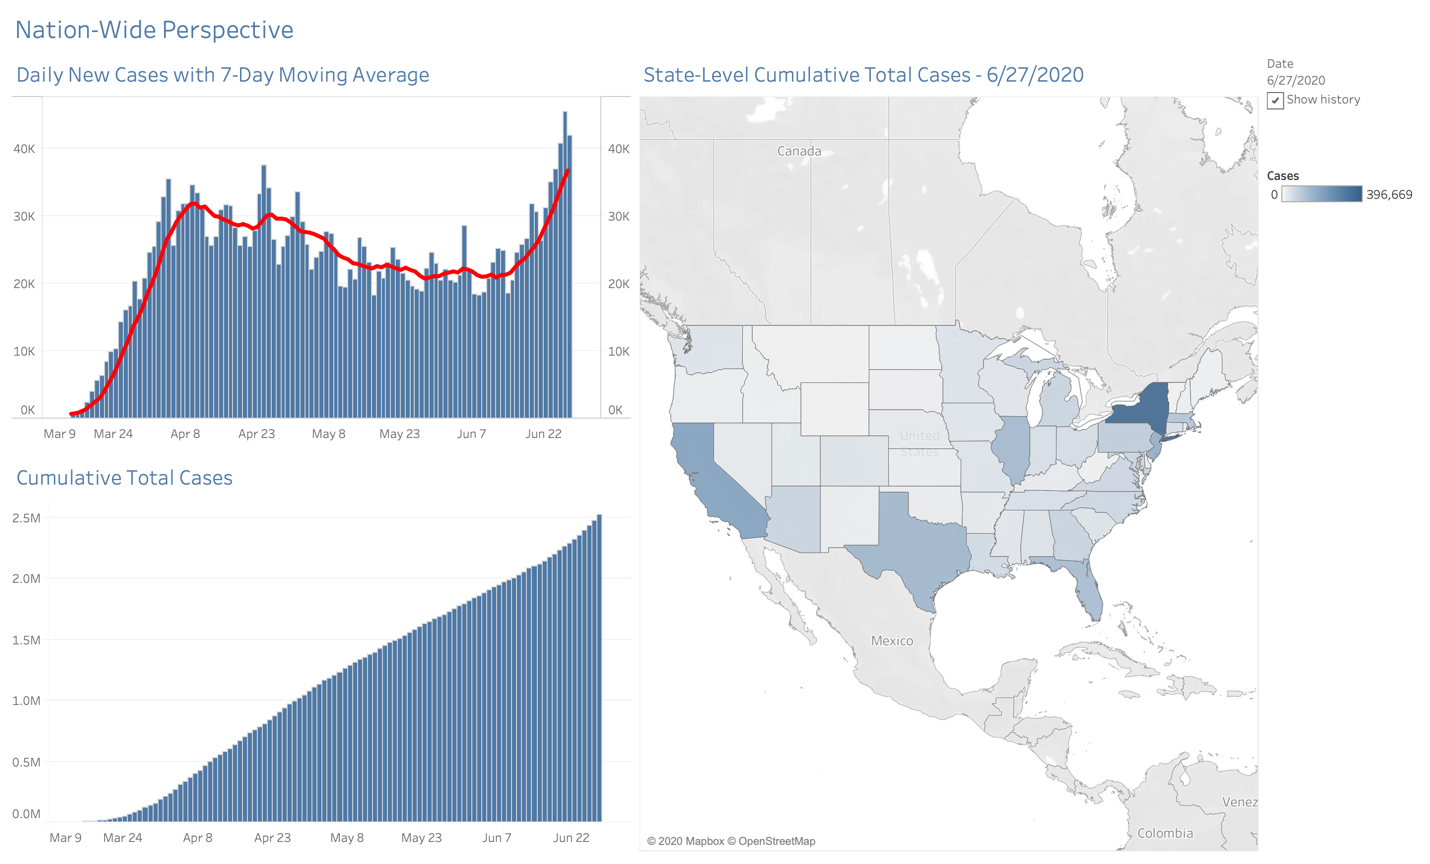 Nation-Wide Perspective
Daily New Cases with 7-Day Moving Average
40K
40K
30K
30K
20K
20K
10K
10K
0K
0K
Mar 9 Mar 24 Apr 8 Apr 23 May 8 May 23 Jun 7 Jun 22
Cumulative Total Cases
2.5M
2.0M
1.5M
1.0M
0.5M
0.0M
Mar 9 Mar 24 Apr 8 Apr 23 May 8 May 23 Jun 7 Jun 22
State-Level Cumulative Total Cases - 6/27/2020
Canada
United
States
Mexico
Venez
Colombia
© 2020 Mapbox © OpenStreetMap
Date
6/27/2020
Show history
Cases
0 396,669